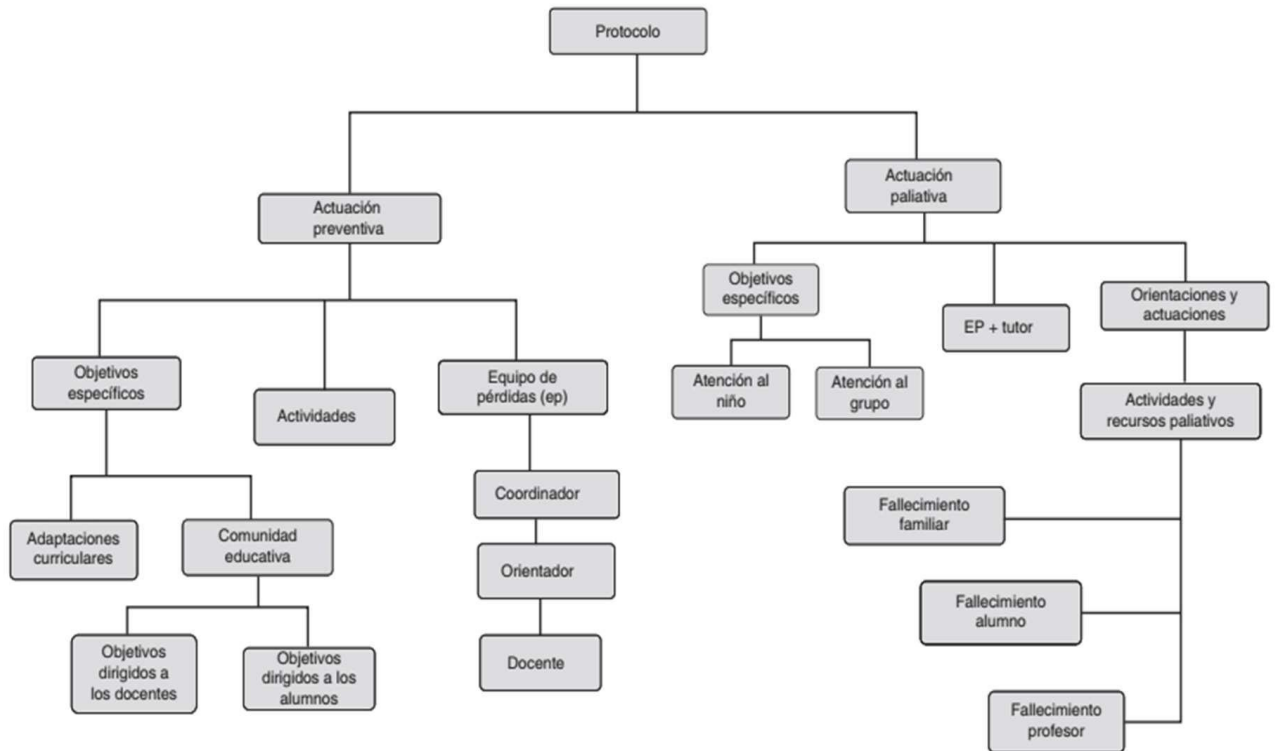 Protocolo
Actuación
preventiva
Actuación
paliativa
Objetivos
específicos
Actividades
Equipo de
pérdidas (ep)
Adaptaciones
curriculares
Comunidad
educativa
Objetivos
dirigidos a
los docentes
Objetivos
dirigidos a los
alumnos
Coordinador
Orientador
Docente
Objetivos
específicos
EP + tutor
Orientaciones y
actuaciones
Atención al
niño
Atención al
grupo
Actividades y
recursos paliativos
Fallecimiento
familiar
Fallecimiento
alumno
Fallecimiento
profesor